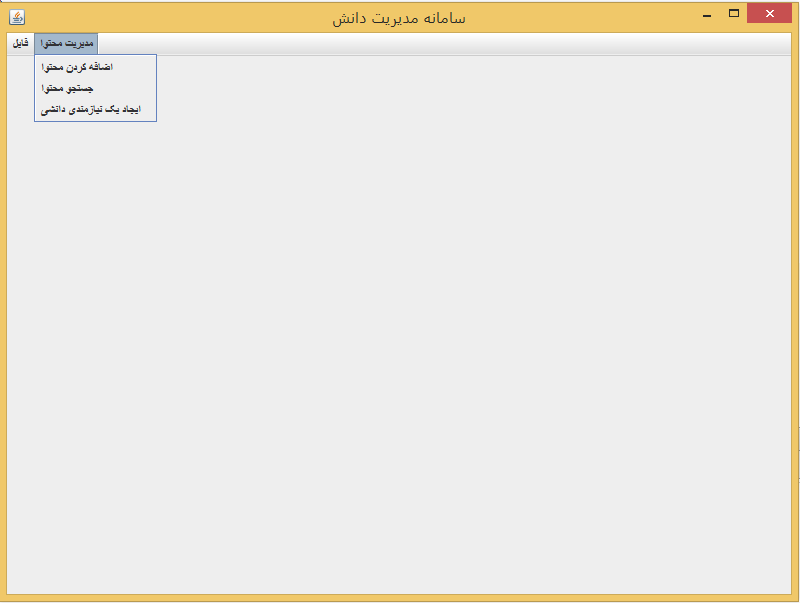 سامانه مدیریت دانش
فایل
مدیریت محتوا
اضافه کردن محتوا
جستجو محتوا
ایجاد یک نیازمندی دانشی